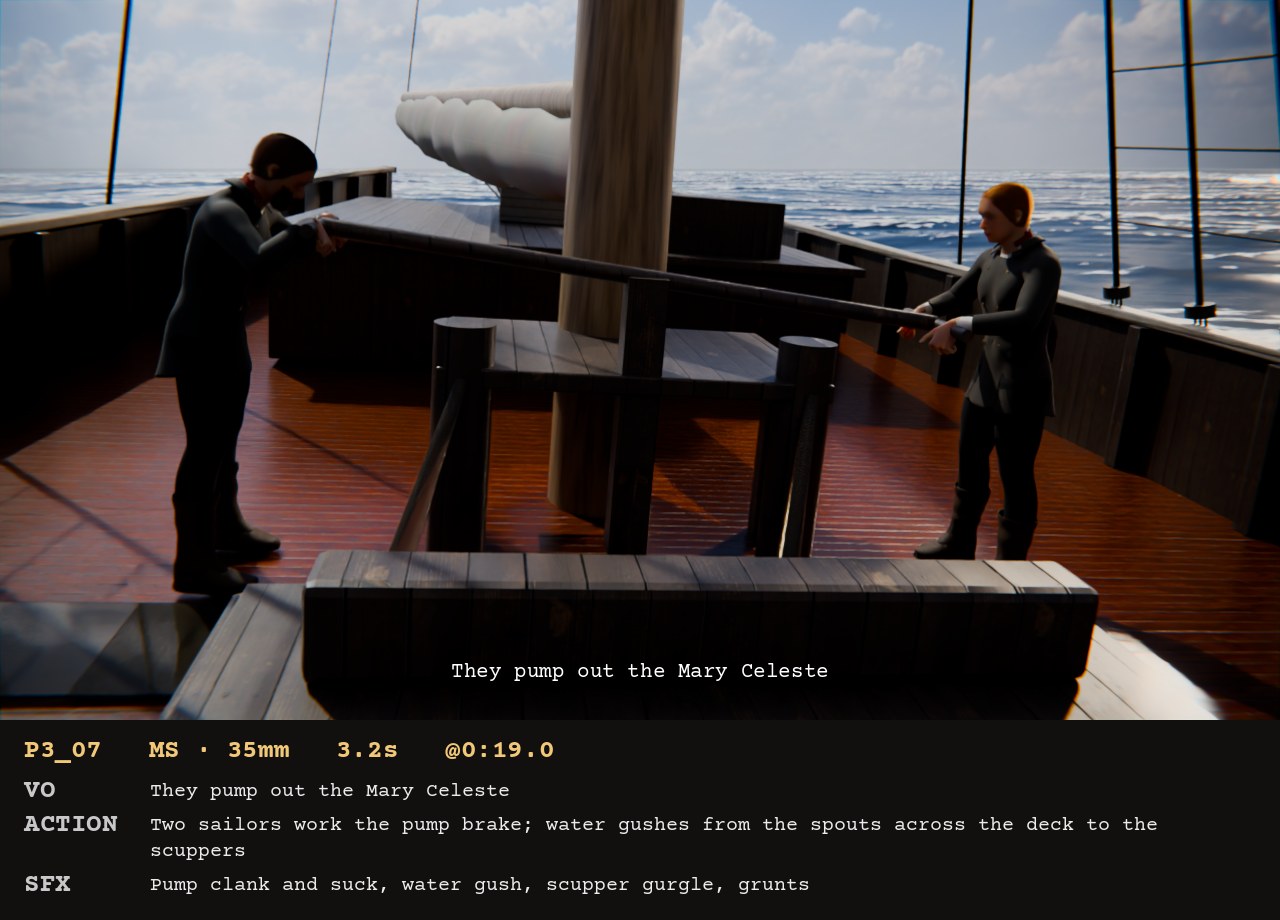 They pump out the Mary Celeste
P3_07 MS · 35mm 3.2s @0:19.0
VO They pump out the Mary Celeste
ACTION Two sailors work the pump brake; water gushes from the spouts across the deck to the
scuppers
SFX Pump clank and suck, water gush, scupper gurgle, grunts